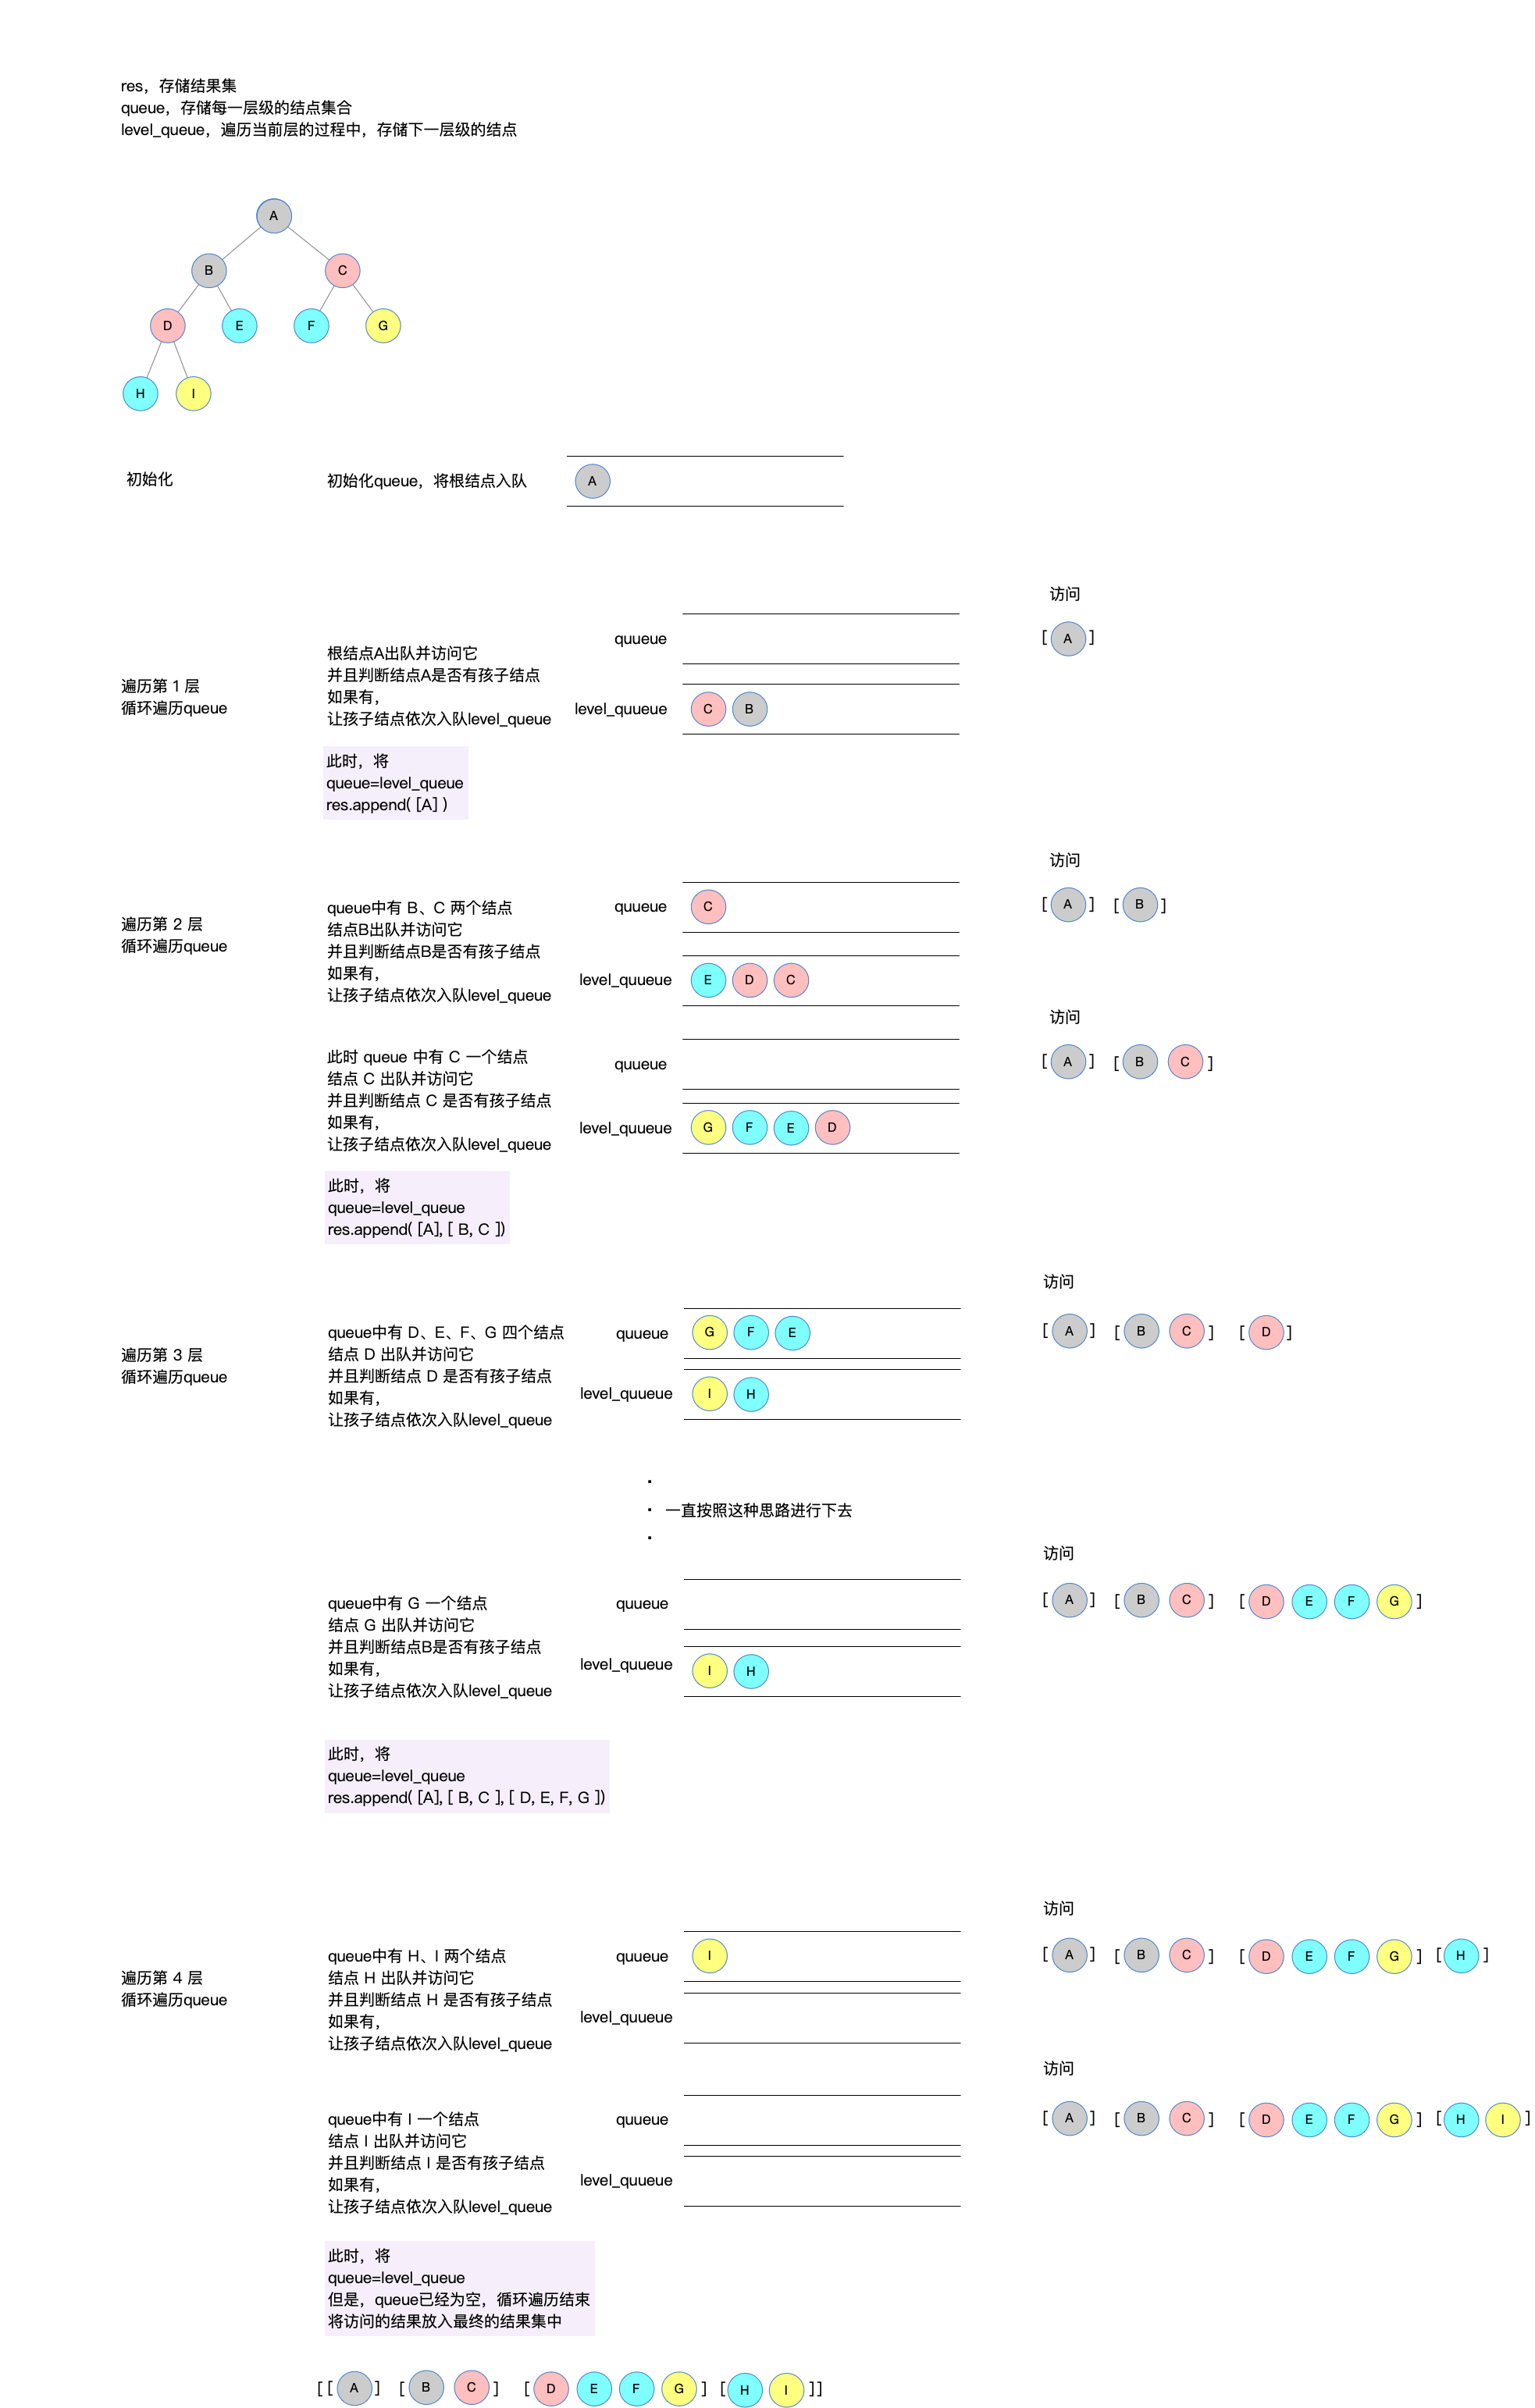 res，存储结果集
queue，存储每一层级的结点集合
level_queue，遍历当前层的过程中，存储下一层级的结点
A
B C
D E F G
H I
初始化
初始化queue，将根结点入队
A
遍历第 1 层
循环遍历queue
根结点A出队并访问它
并且判断结点A是否有孩子结点
如果有，
让孩子结点依次入队level_queue
quueue
level_quueue
C B
访问
[ A ]
此时，将
queue=level_queue
res.append( [A] )
遍历第 2 层
循环遍历queue
queue中有 B、C 两个结点
结点B出队并访问它
并且判断结点B是否有孩子结点
如果有，
让孩子结点依次入队level_queue
quueue
C
level_quueue
E D C
访问
[ A ] [ B ]
此时 queue 中有 C 一个结点
结点 C 出队并访问它
并且判断结点 C 是否有孩子结点
如果有，
让孩子结点依次入队level_queue
quueue
level_quueue
G F E D
访问
[ A ] [ B C ]
此时，将
queue=level_queue
res.append( [A], [ B, C ])
遍历第 3 层
循环遍历queue
queue中有 D、E、F、G 四个结点
结点 D 出队并访问它
并且判断结点 D 是否有孩子结点
如果有，
让孩子结点依次入队level_queue
quueue
G F E
level_quueue
I H
访问
[ A ] [ B C ] [ D ]
一直按照这种思路进行下去
queue中有 G 一个结点
结点 G 出队并访问它
并且判断结点B是否有孩子结点
如果有，
让孩子结点依次入队level_queue
quueue
level_quueue
I H
访问
[ A ] [ B C ] [ D E F G ]
此时，将
queue=level_queue
res.append( [A], [ B, C ], [ D, E, F, G ])
遍历第 4 层
循环遍历queue
queue中有 H、I 两个结点
结点 H 出队并访问它
并且判断结点 H 是否有孩子结点
如果有，
让孩子结点依次入队level_queue
quueue
I
level_quueue
访问
[ A ] [ B C ] [ D E F G ] [ H ]
queue中有 I 一个结点
结点 I 出队并访问它
并且判断结点 I 是否有孩子结点
如果有，
让孩子结点依次入队level_queue
quueue
level_quueue
访问
[ A ] [ B C ] [ D E F G ] [ H I ]
此时，将
queue=level_queue
但是，queue已经为空，循环遍历结束
将访问的结果放入最终的结果集中
[ [ A ] [ B C ] [ D E F G ] [ H I ] ]